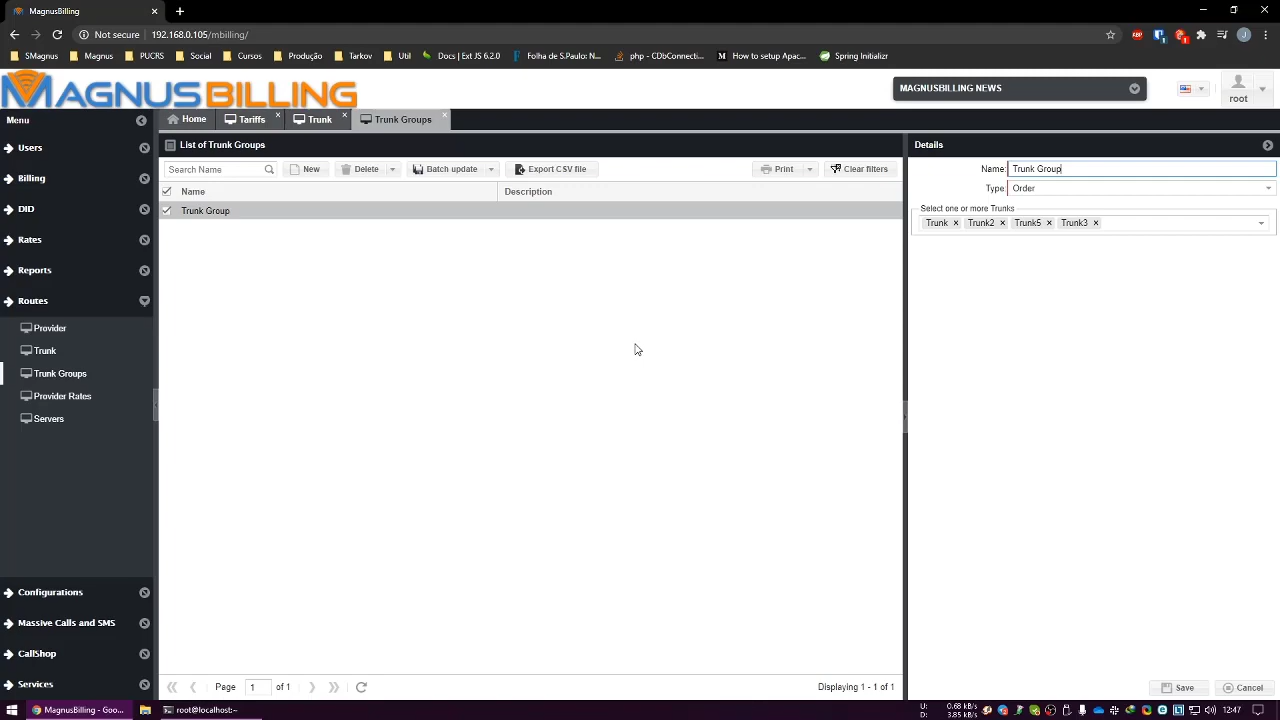 MagnusBilling
Not secure 192.168.0.105/mbilling/
SMagnus Magnus PUCRS Social Cursos Produção Tarkov Util Docs | Ext JS 6.2.0 Folha de S.Paulo: N... php - CDbConnecti... How to setup Apac... Spring Initializr
MAGNUSBILLING
MAGNUSBILLING NEWS
root
Menu
Home Tariffs Trunk Trunk Groups
Users
Billing
DID
Rates
Reports
Routes
Provider
Trunk
Trunk Groups
Provider Rates
Servers
Configurations
Massive Calls and SMS
CallShop
Services
List of Trunk Groups
Search Name New Delete Batch update Export CSV file Print Clear filters
Name Description
Trunk Group
Page 1 of 1
Displaying 1 - 1 of 1
Details
Name: Trunk Group
Type: Order
Select one or more Trunks
Trunk Trunk2 Trunk5 Trunk3
Save Cancel
MagnusBilling - Goo... root@localhost:~
U: 0.68 kB/s
D: 3.85 kB/s
12:47